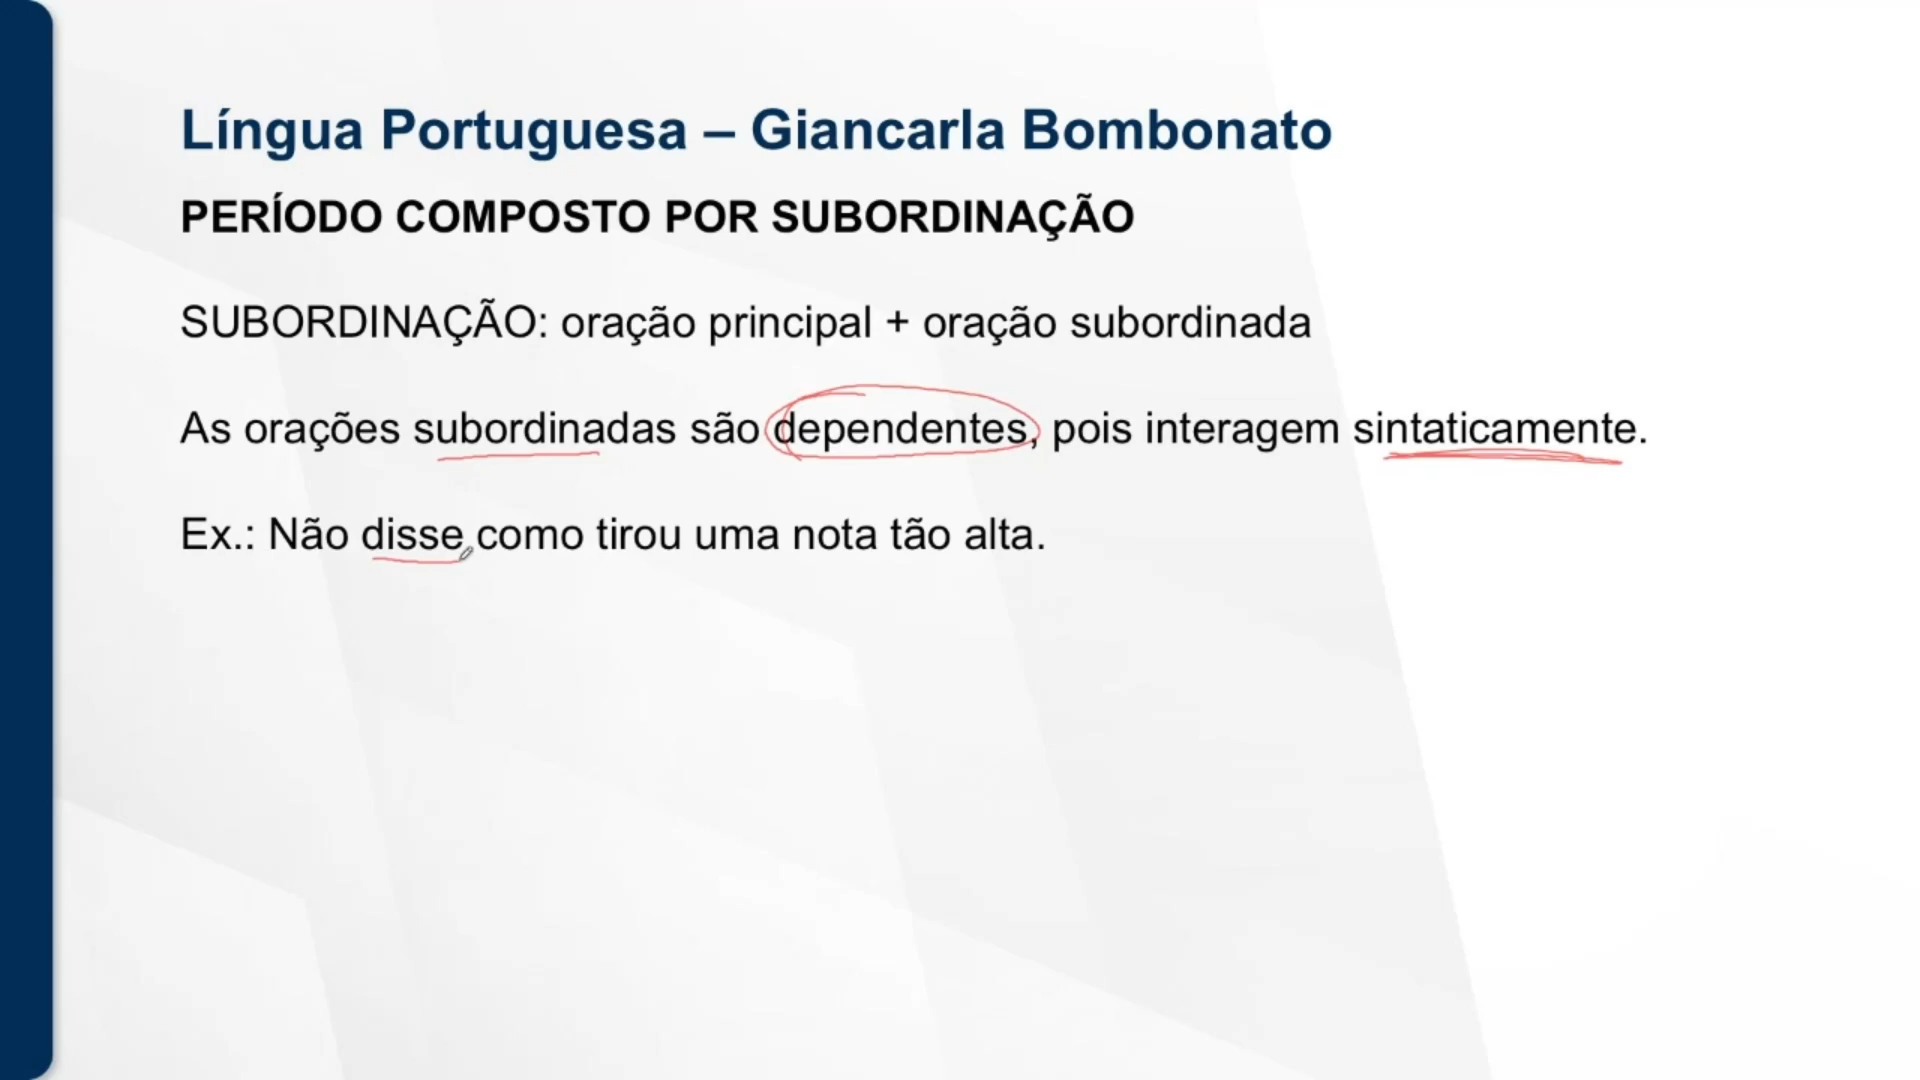 Língua Portuguesa – Giancarla Bombonato
PERÍODO COMPOSTO POR SUBORDINAÇÃO
SUBORDINAÇÃO: oração principal + oração subordinada
As orações subordinadas são dependentes, pois interagem sintaticamente.
Ex.: Não disse como tirou uma nota tão alta.